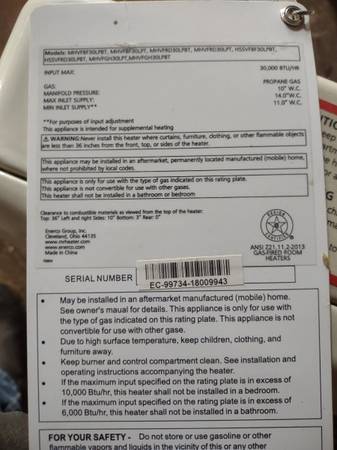 Models: MHVFBF30LPT, MHVFBF30LPBT, MHVFRD30LPT, MHVFRD30LPBT, HSSVFBF30LPBT,
HSSVFRD30LPT, HSSVFRD30LPBT, MHVFGH30LPT,MHVFGH30LPBT
INPUT MAX: 30,000 BTU/HR
GAS: PROPANE GAS
MANIFOLD PRESSURE: 10" W.C.
MAX INLET SUPPLY: 14.0"W.C.
MIN INLET SUPPLY: ** 11.0" W.C.
**For purposes of input adjustment
This appliance is intended for supplemental heating
⚠ WARNING: Never install this heater where curtains, furniture, clothing, or other flammable objects
are less than 36 inches from the front, top, or sides of the heater.
This appliance may be installed in an aftermarket, permanently located manufactured (mobile) home,
where not prohibited by local codes.
This appliance is only for use with the type of gas indicated on this rating plate.
This appliance is not convertible for use with other gases.
This heater shall not be installed in a bathroom or bedroom
Clearance to combustible materials as viewed from the top of the heater:
Top: 36" Left and right Sides: 10" Bottom: 3" Rear: 0"
Enerco Group, Inc.
Cleveland, Ohio 44125
www.mrheater.com
www.enerco.com
Made in China
DESIGN
CERTIFIED
ANSI Z21.11.2-2013
GAS-FIRED ROOM
HEATERS
SERIAL NUMBER
EC-99734-18009943
• May be installed in an aftermarket manufactured (mobile) home.
See owner's maual for details. This appliance is only for use with
the type of gas indicated on this rating plate. This appliance is not
convertible for use with other gase.
• Due to high surface temperature, keep children, clothing, and
furniture away.
• Keep burner and control compartment clean. See installation and
operating instructions accompanying the heater.
• If the maximum input specified on the rating plate is in excess of
10,000 Btu/hr, this heater shall not be installed in a bedroom.
• If the maximum input specified on the rating plate is in excess of
6,000 Btu/hr, this heater shall not be installed in a bathroom.
FOR YOUR SAFETY - Do not store or use gasoline or other
flammable vapors and liquids in the vicinity of this or any other